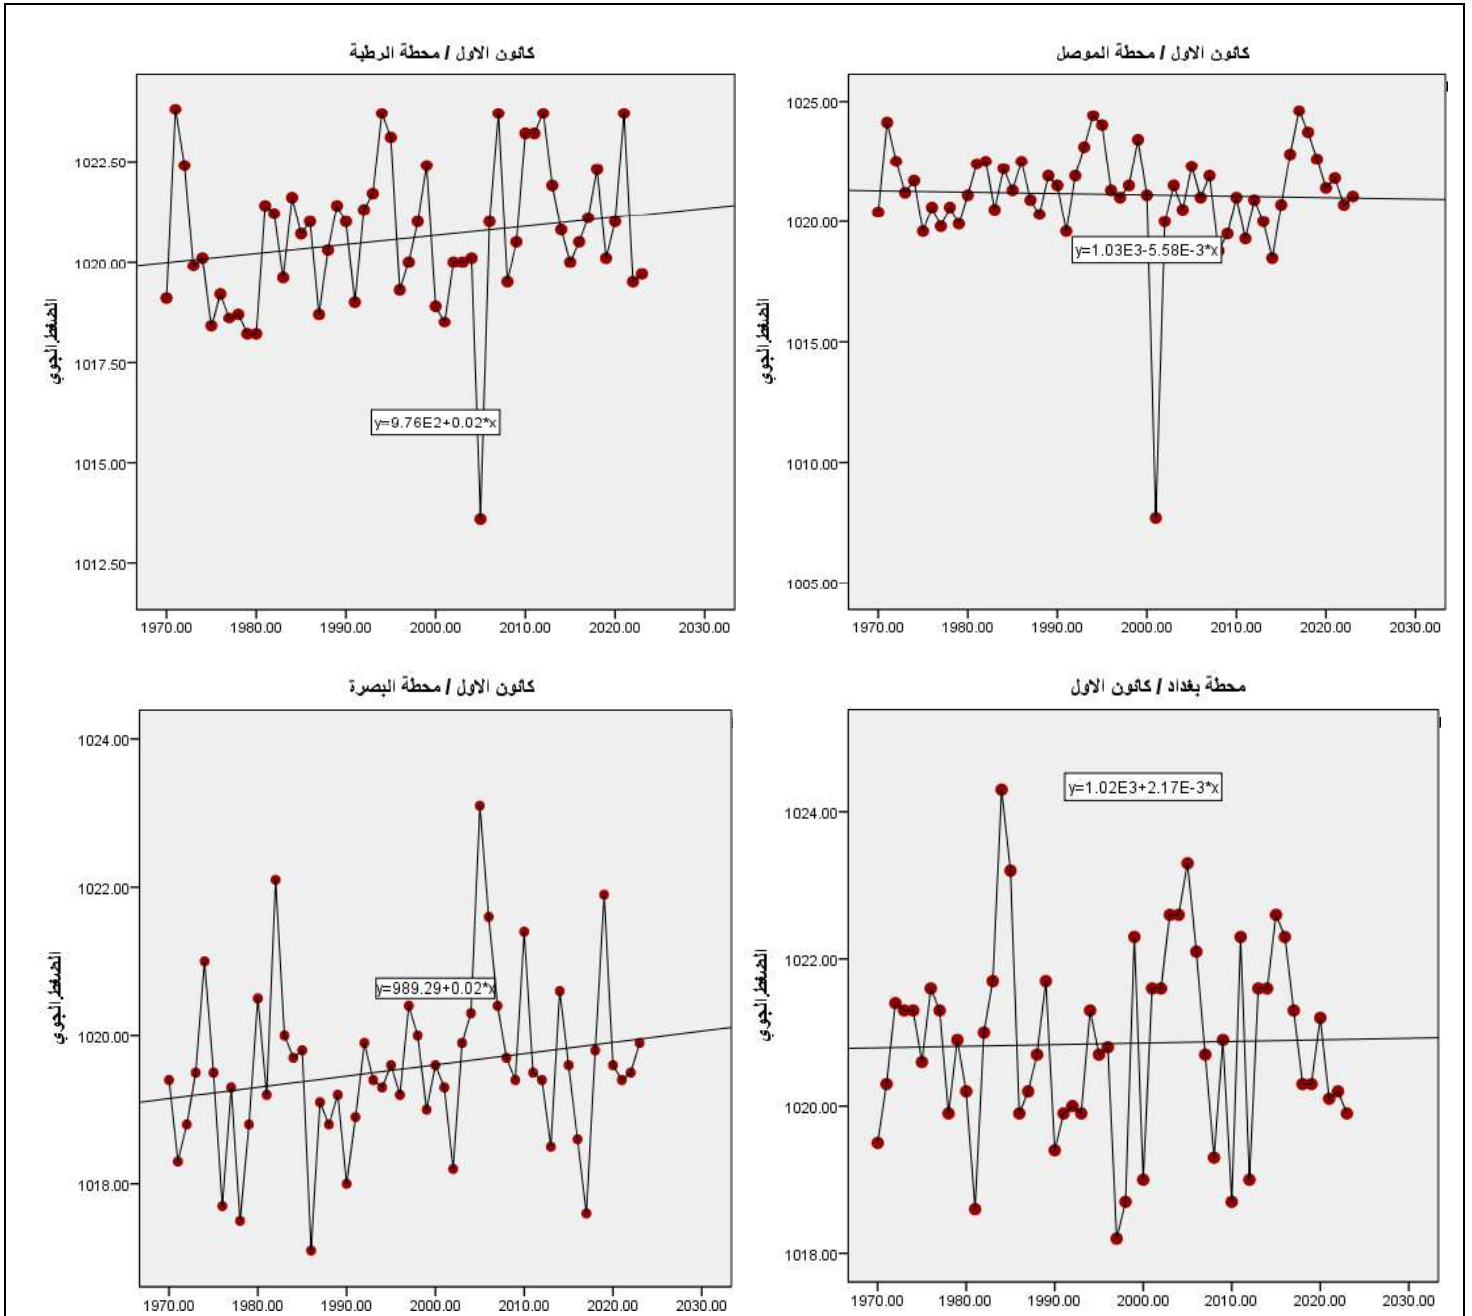 كانون الاول / محطة الرطبة
الضغط الجوي
1022.50
1020.00
1017.50
1015.00
1012.50
y=9.76E2+0.02*x
1970.00 1980.00 1990.00 2000.00 2010.00 2020.00 2030.00
كانون الاول / محطة الموصل
الضغط الجوي
1025.00
1020.00
1015.00
1010.00
1005.00
y=1.03E3-5.58E-3*x
1970.00 1980.00 1990.00 2000.00 2010.00 2020.00 2030.00
كانون الاول / محطة البصرة
الضغط الجوي
1024.00
1022.00
1020.00
1018.00
y=989.29+0.02*x
1970.00 1980.00 1990.00 2000.00 2010.00 2020.00 2030.00
محطة بغداد / كانون الاول
الضغط الجوي
1024.00
1022.00
1020.00
1018.00
y=1.02E3+2.17E-3*x
1970.00 1980.00 1990.00 2000.00 2010.00 2020.00 2030.00